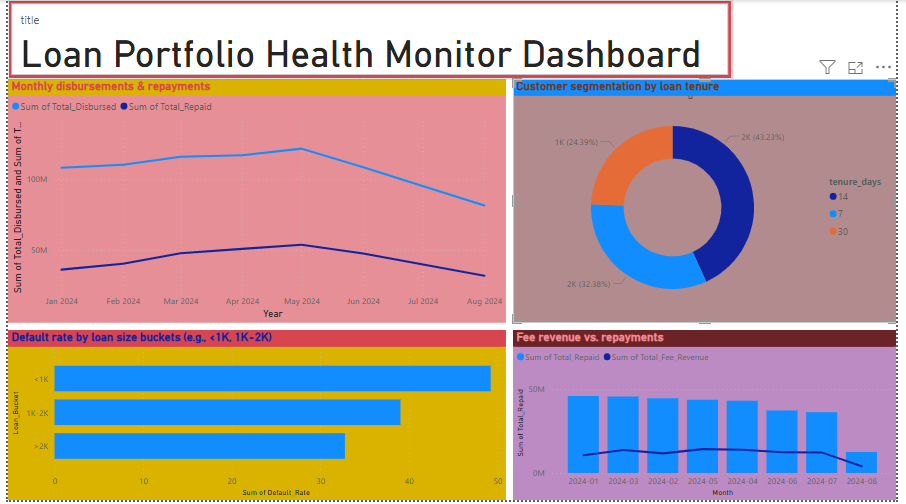 title
Loan Portfolio Health Monitor Dashboard
Monthly disbursements & repayments
Sum of Total_Disbursed Sum of Total_Repaid
Sum of Total_Disbursed and Sum of T...
100M
50M
Jan 2024 Feb 2024 Mar 2024 Apr 2024 May 2024 Jun 2024 Jul 2024 Aug 2024
Year
Customer segmentation by loan tenure
1K (24.39%)
2K (43.23%)
2K (32.38%)
tenure_days
14
7
30
Default rate by loan size buckets (e.g., <1K, 1K-2K)
Loan_Bucket
<1K
1K-2K
>2K
0 10 20 30 40 50
Sum of Default_Rate
Fee revenue vs. repayments
Sum of Total_Repaid Sum of Total_Fee_Revenue
Sum of Total_Repaid
50M
0M
2024-01 2024-03 2024-02 2024-05 2024-04 2024-06 2024-07 2024-08
Month